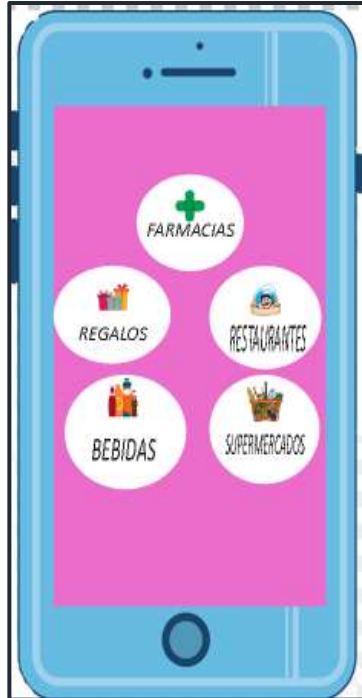 FARMACIAS
REGALOS
RESTAURANTES
BEBIDAS
SUPERMERCADOS